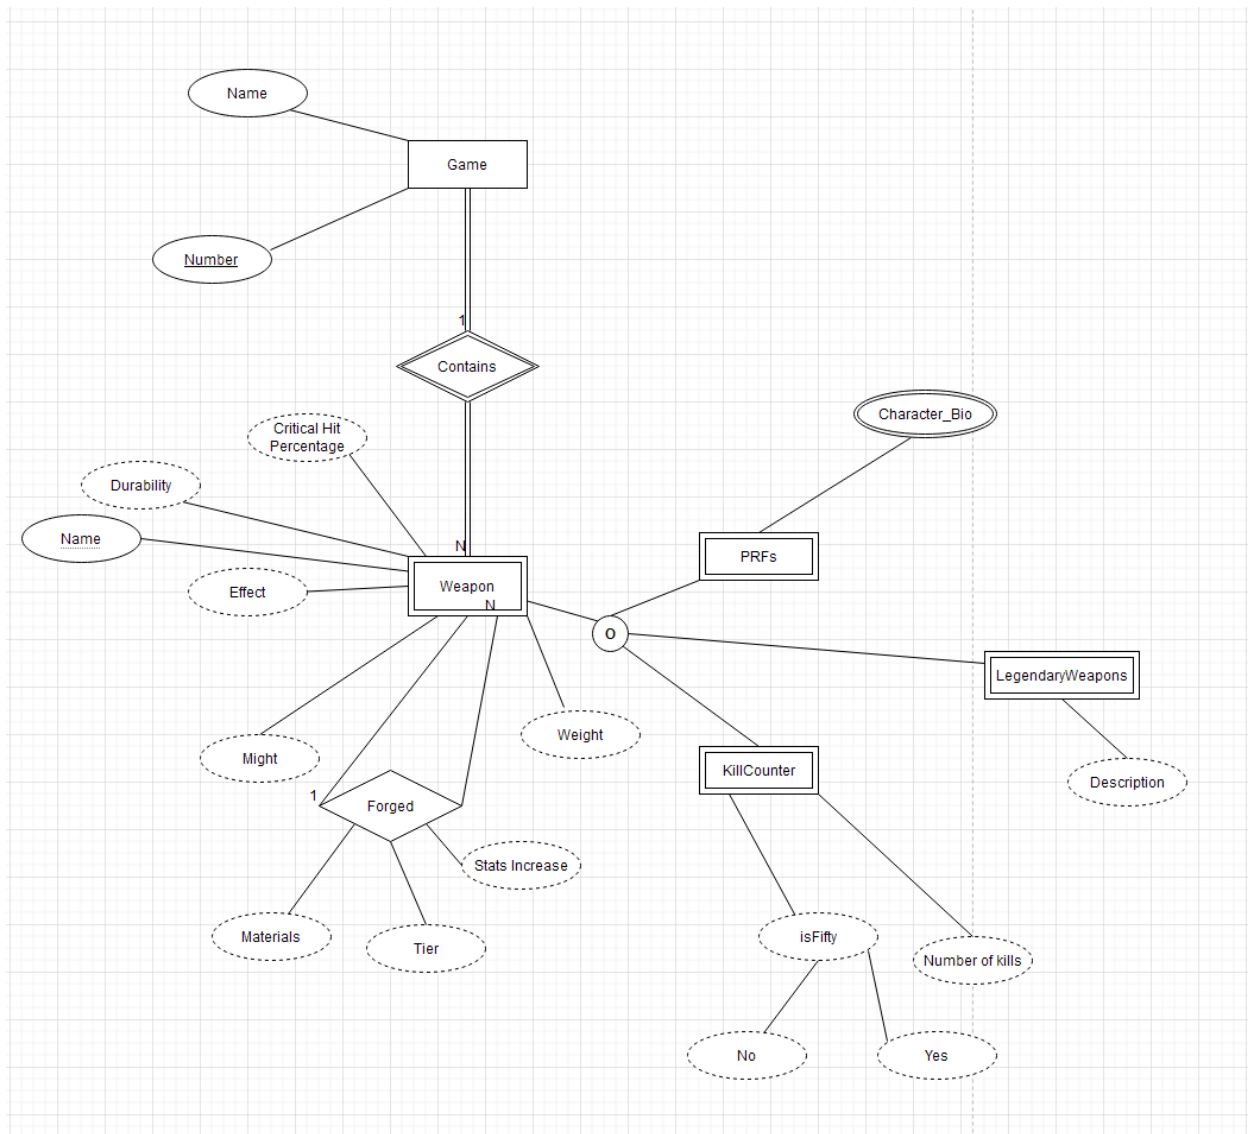 Name
Game
Number
1
Contains
Critical Hit
Percentage
Character_Bio
Durability
Name
N
PRFs
Effect
Weapon
N
O
LegendaryWeapons
Weight
Might
KillCounter
Description
1
Forged
Stats Increase
Materials
Tier
isFifty
Number of kills
No
Yes